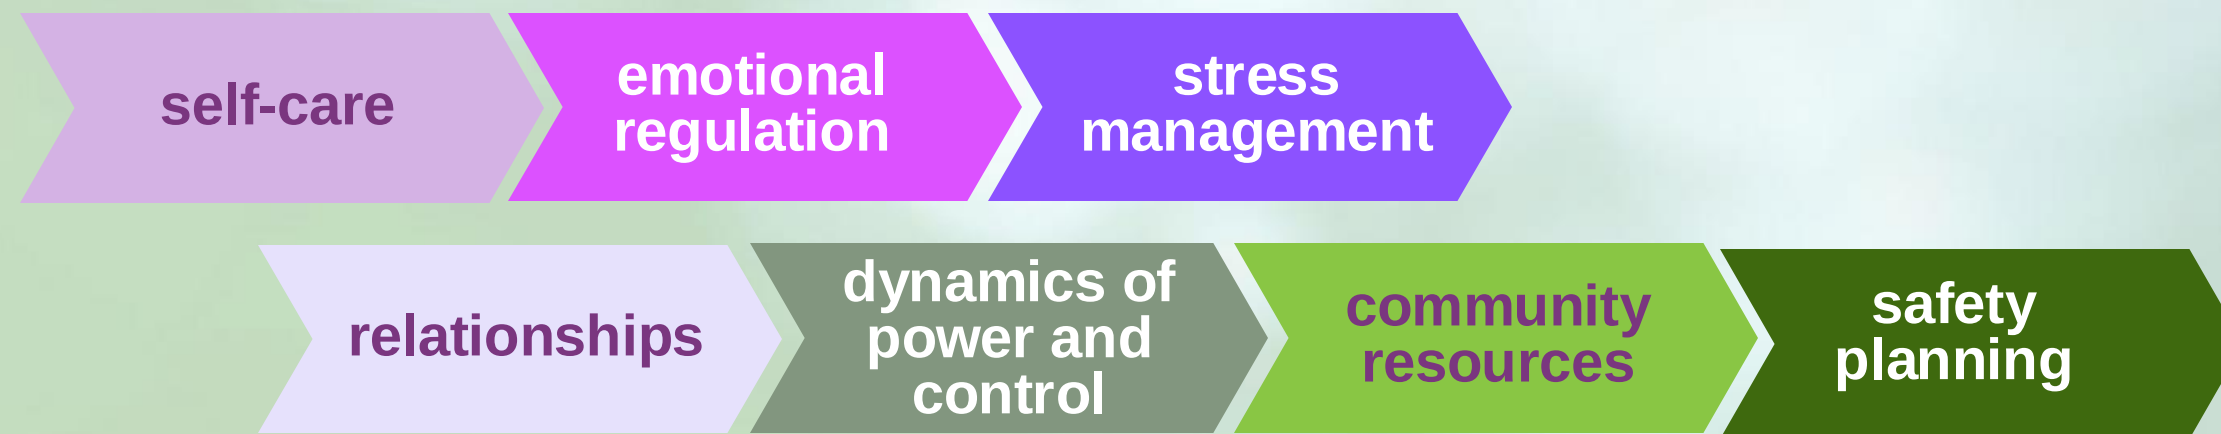 self-care
emotional
regulation
stress
management
relationships
dynamics of
power and
control
community
resources
safety
planning